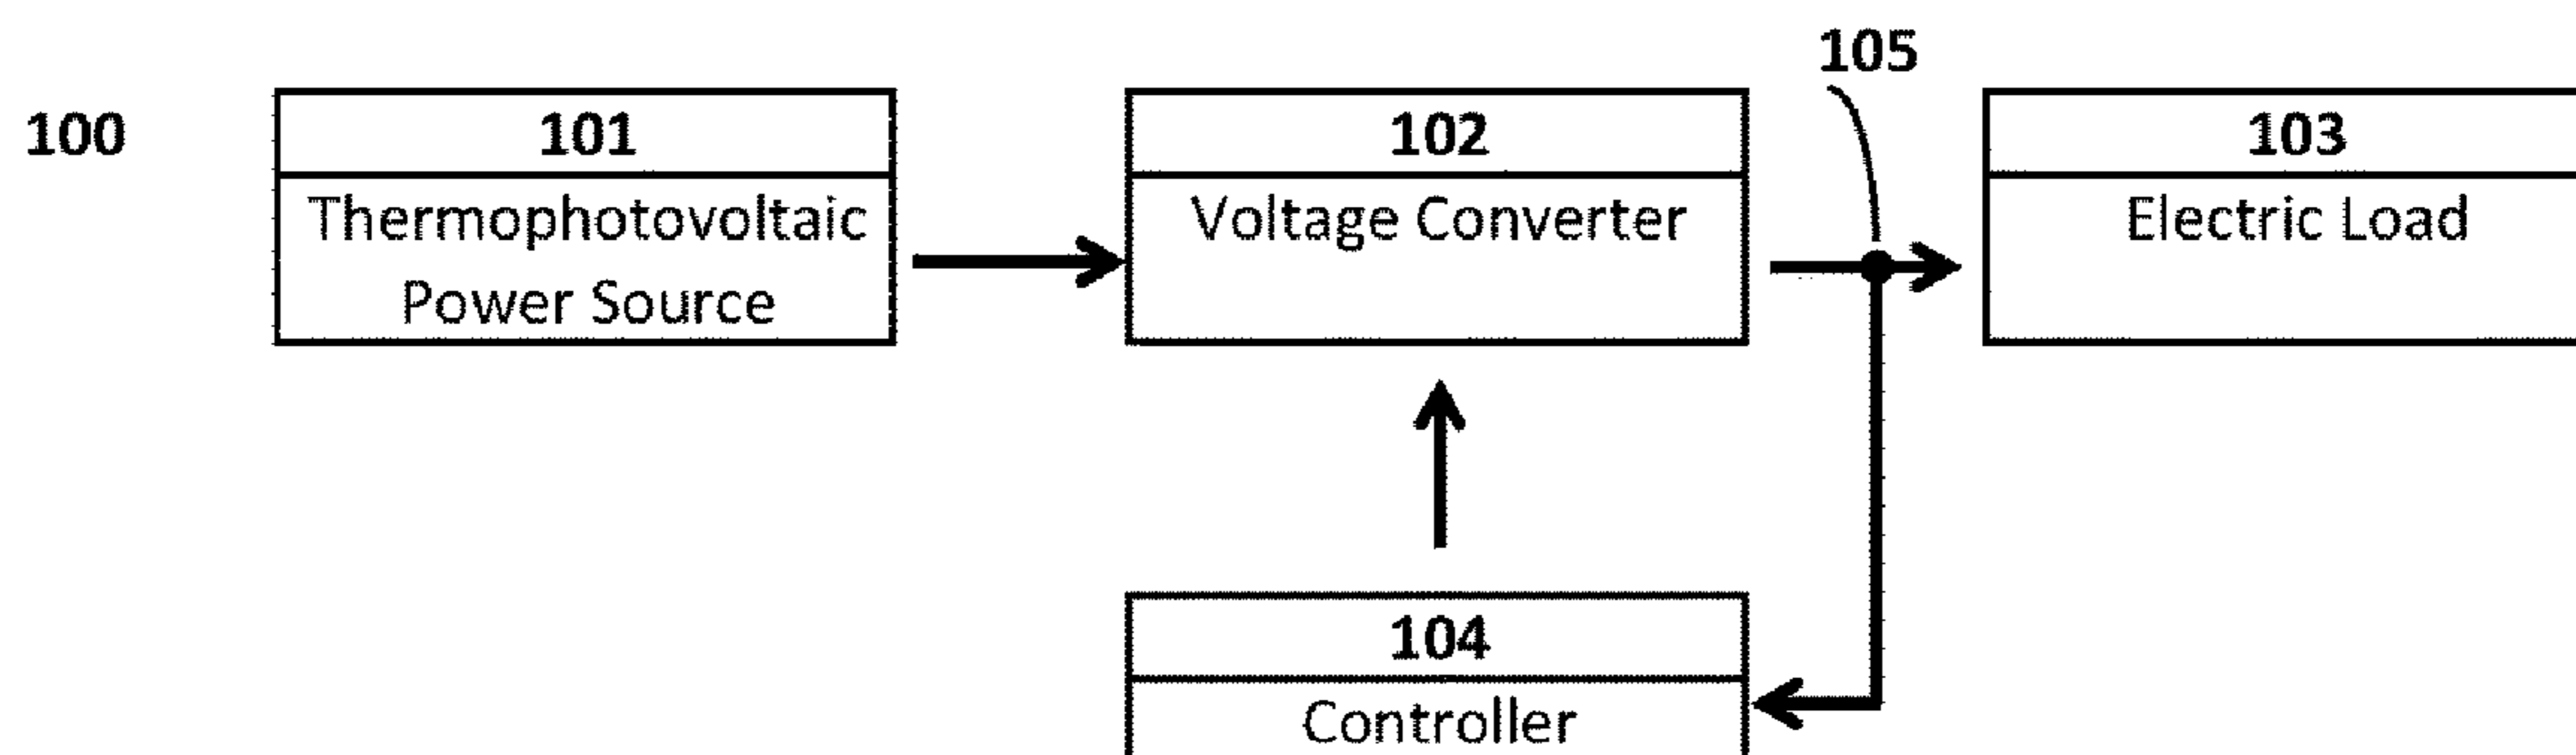 105
100
101
Thermophotovoltaic
Power Source
102
Voltage Converter
103
Electric Load
104
Controller